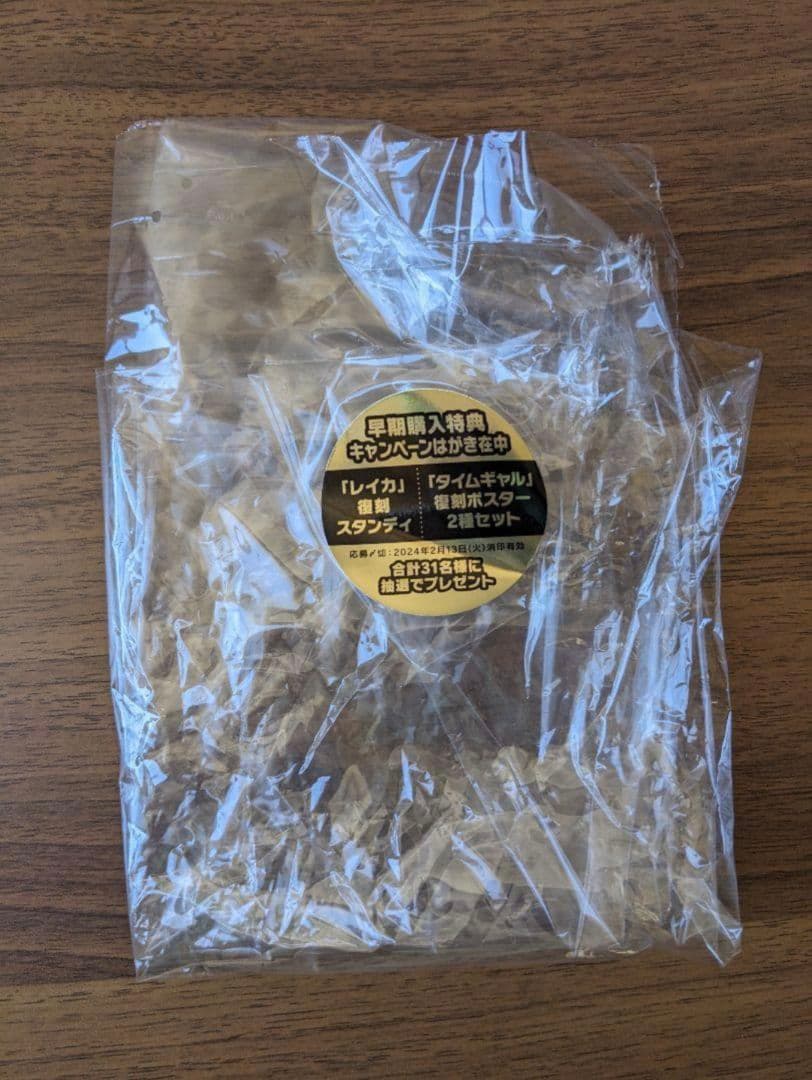 早期購入特典
キャンペーンはがき在中
「レイカ」
復刻
スタンディ
「タイムギャル」
復刻ポスター
2種セット
応募〆切:2024年2月13日(火)消印有効
合計31名様に
抽選でプレゼント